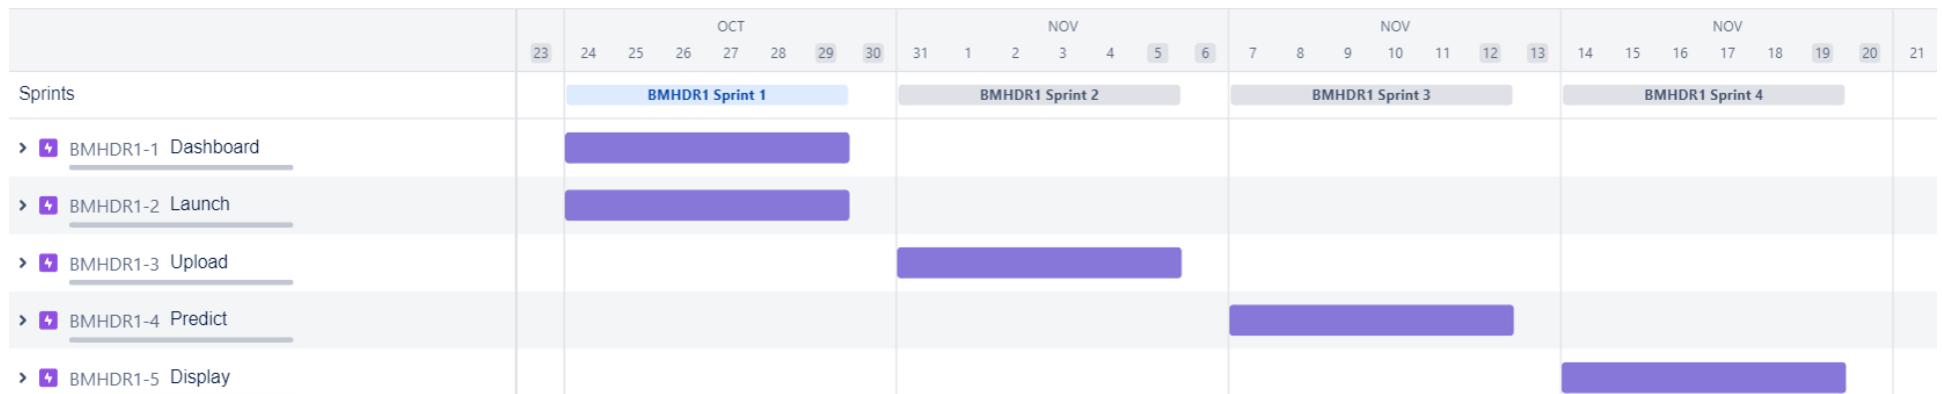 OCT NOV NOV NOV
23 24 25 26 27 28 29 30 31 1 2 3 4 5 6 7 8 9 10 11 12 13 14 15 16 17 18 19 20 21
Sprints BMHDR1 Sprint 1 BMHDR1 Sprint 2 BMHDR1 Sprint 3 BMHDR1 Sprint 4
BMHDR1-1 Dashboard
BMHDR1-2 Launch
BMHDR1-3 Upload
BMHDR1-4 Predict
BMHDR1-5 Display